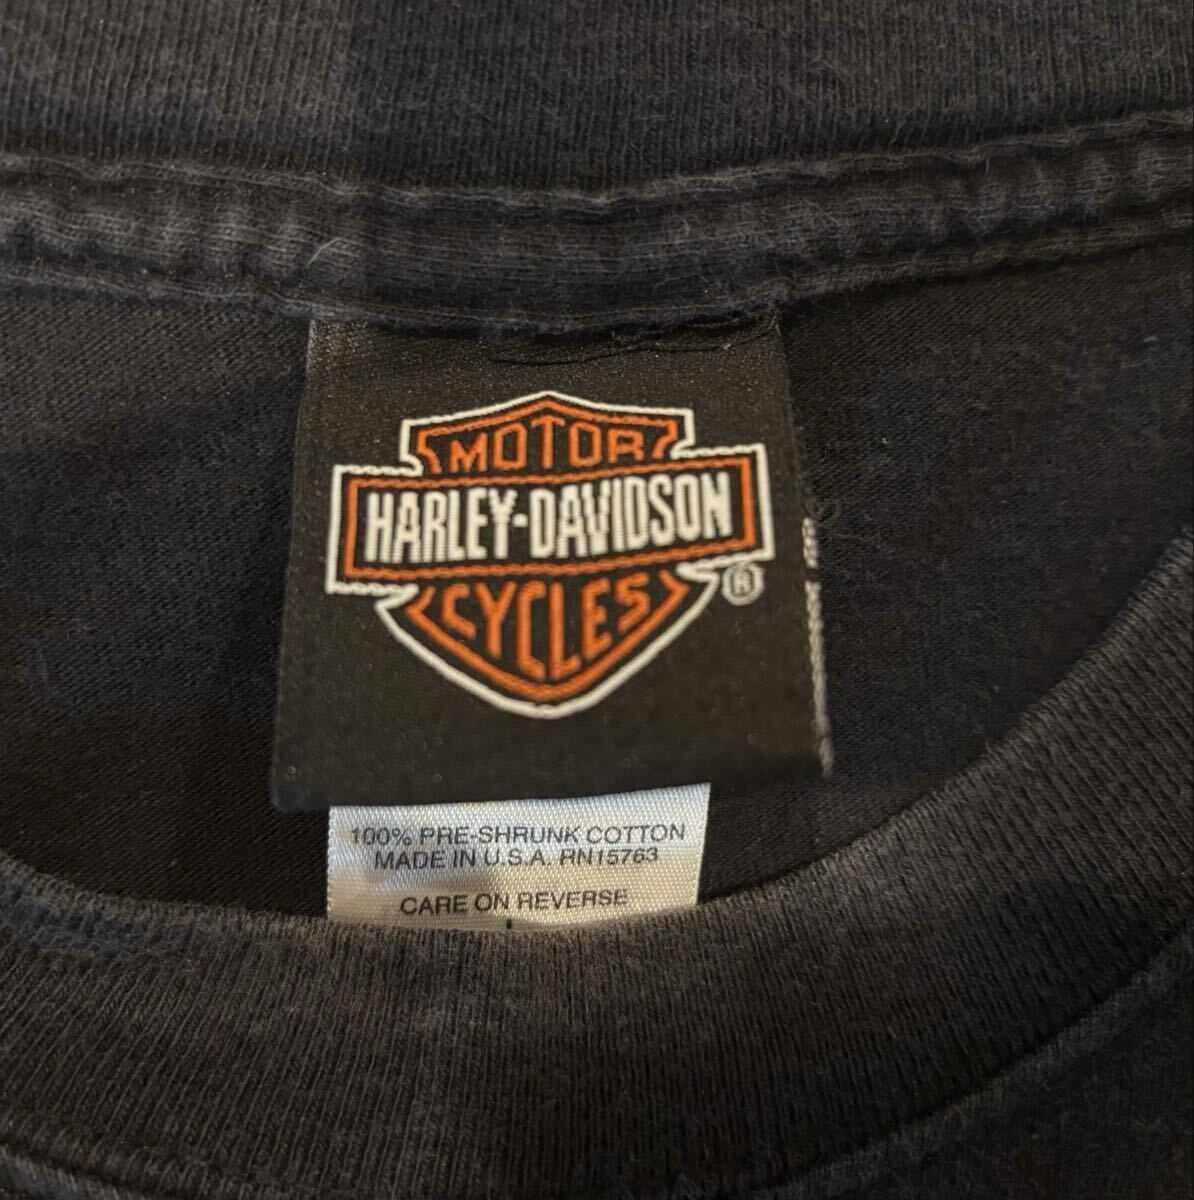 MOTOR
HARLEY-DAVIDSON
CYCLES
®
100% PRE-SHRUNK COTTON
MADE IN U.S.A. RN15763
CARE ON REVERSE